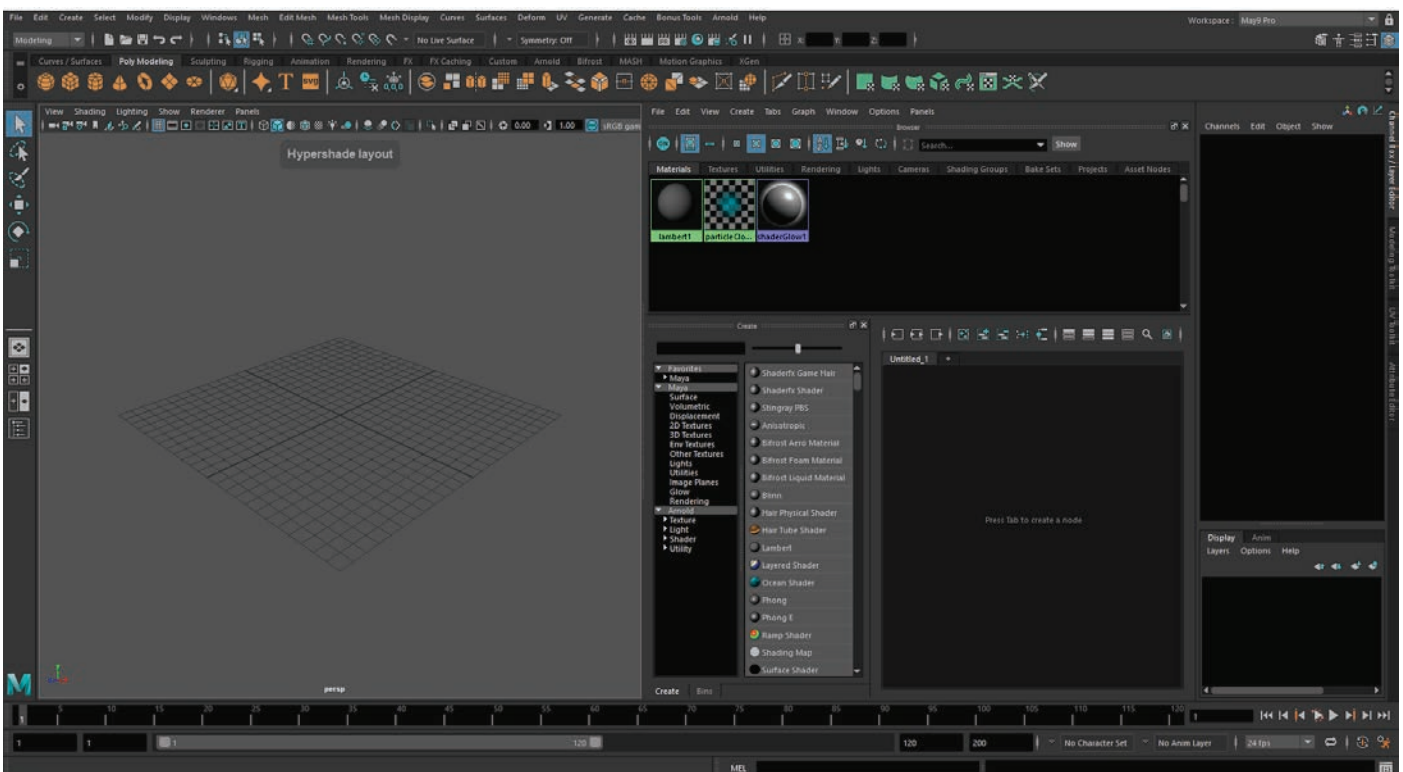 File Edit Create Select Modify Display Windows Mesh Edit Mesh Mesh Tools Mesh Display Curves Surfaces Deform UV Generate Cache Bonus Tools Arnold Help
Workspace: May9 Pro
Modeling No Live Surface Symmetry: Off X: Y: Z:
Curves / Surfaces Poly Modeling Sculpting Rigging Animation Rendering FX FX Caching Custom Arnold Bifrost MASH Motion Graphics XGen
View Shading Lighting Show Renderer Panels
0.00 1.00 sRGB gam
Hypershade layout
persp
File Edit View Create Tabs Graph Window Options Panels
Browser
Search... Show
Materials Textures Utilities Rendering Lights Cameras Shading Groups Bake Sets Projects Asset Nodes
lambert1 particleClo... shaderGlow1
Create
Favorites
Maya
Maya
Surface
Volumetric
Displacement
2D Textures
3D Textures
Env Textures
Other Textures
Lights
Utilities
Image Planes
Glow
Rendering
Arnold
Texture
Light
Shader
Utility
Shaderfx Game Hair
Shaderfx Shader
Stingray PBS
Anisotropic
Bifrost Aero Material
Bifrost Foam Material
Bifrost Liquid Material
Blinn
Hair Physical Shader
Hair Tube Shader
Lambert
Layered Shader
Ocean Shader
Phong
Phong E
Ramp Shader
Shading Map
Surface Shader
Create Bins
Untitled_1 +
Press Tab to create a node
Channels Edit Object Show
Display Anim
Layers Options Help
Channel Box / Layer Editor
Modeling Toolkit
UV Toolkit
Attribute Editor
1 5 10 15 20 25 30 35 40 45 50 55 60 65 70 75 80 85 90 95 100 105 110 115 120 1
1 1 1 120 120 200 No Character Set No Anim Layer 24 fps
MEL